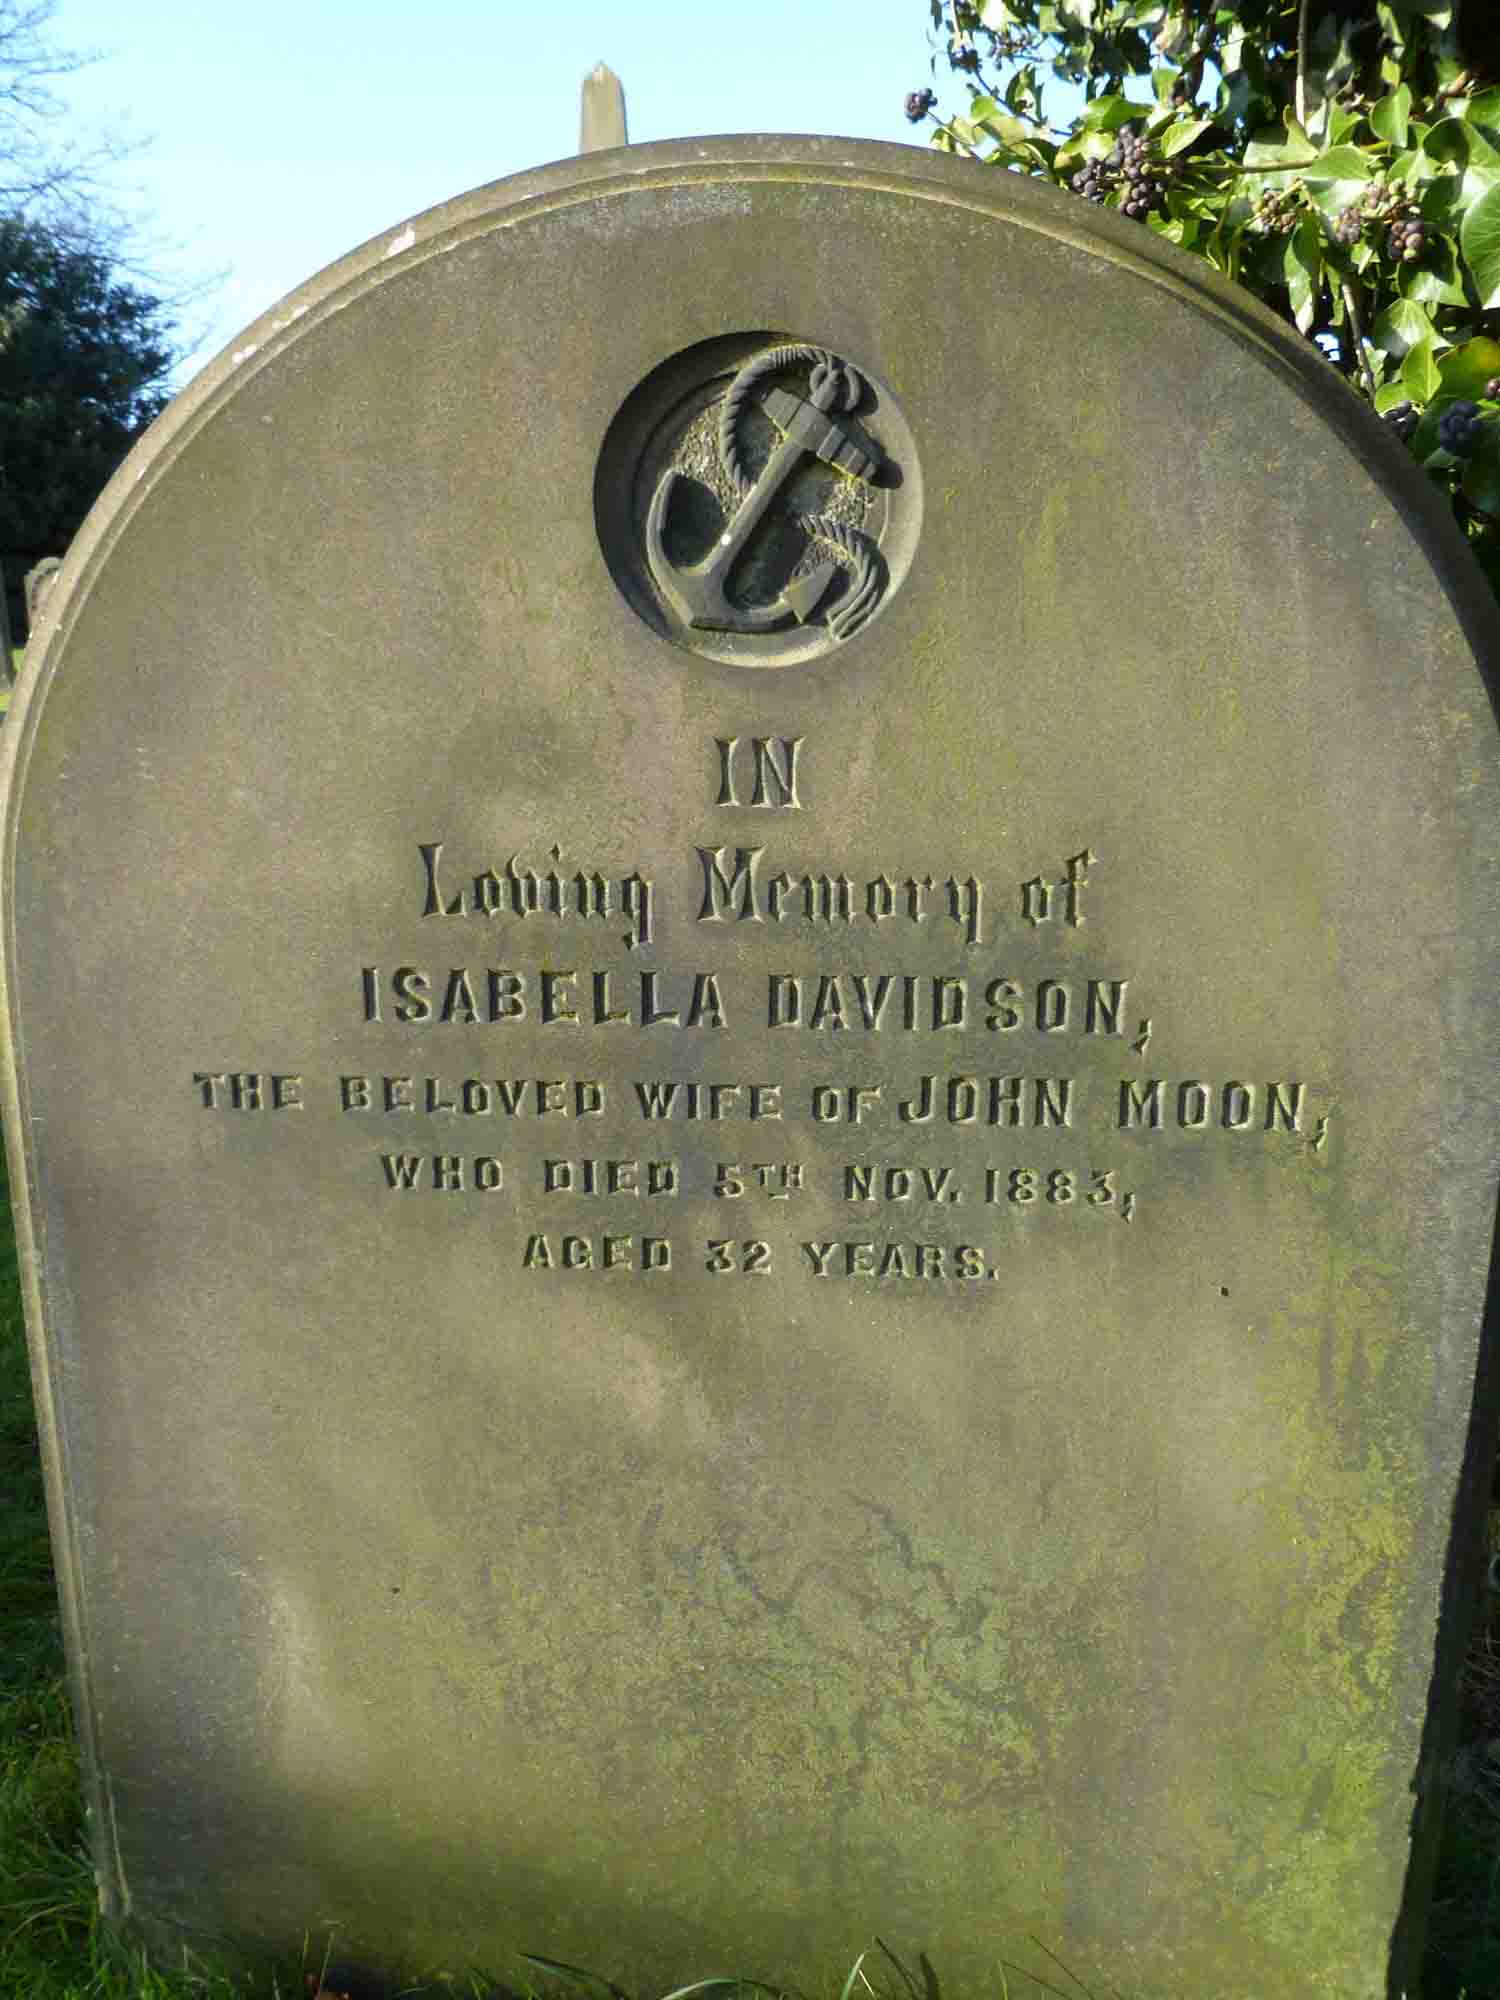 IN
Loving Memory of
ISABELLA DAVIDSON,
THE BELOVED WIFE OF JOHN MOON,
WHO DIED 5TH NOV. 1883,
AGED 32 YEARS.